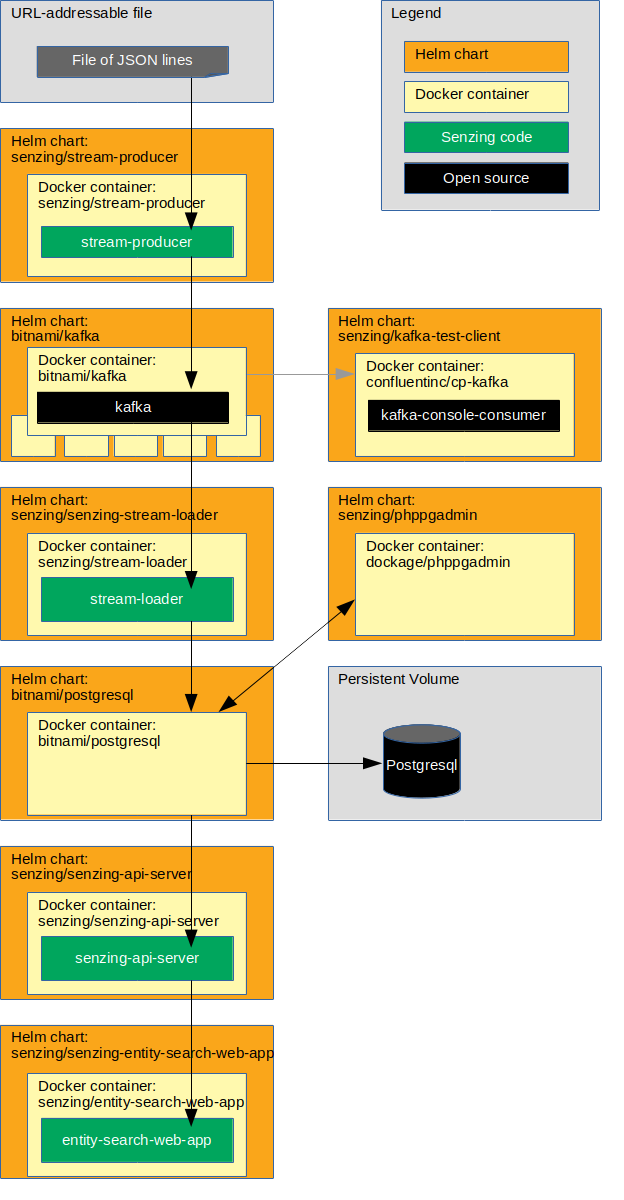 URL-addressable file
File of JSON lines
Legend
Helm chart
Docker container
Senzing code
Open source
Helm chart:
senzing/stream-producer
Docker container:
senzing/stream-producer
stream-producer
Helm chart:
bitnami/kafka
Docker container:
bitnami/kafka
kafka
Helm chart:
senzing/kafka-test-client
Docker container:
confluentinc/cp-kafka
kafka-console-consumer
Helm chart:
senzing/senzing-stream-loader
Docker container:
senzing/stream-loader
stream-loader
Helm chart:
senzing/phppgadmin
Docker container:
dockage/phppgadmin
Helm chart:
bitnami/postgresql
Docker container:
bitnami/postgresql
Persistent Volume
Postgresql
Helm chart:
senzing/senzing-api-server
Docker container:
senzing/senzing-api-server
senzing-api-server
Helm chart:
senzing/senzing-entity-search-web-app
Docker container:
senzing/entity-search-web-app
entity-search-web-app